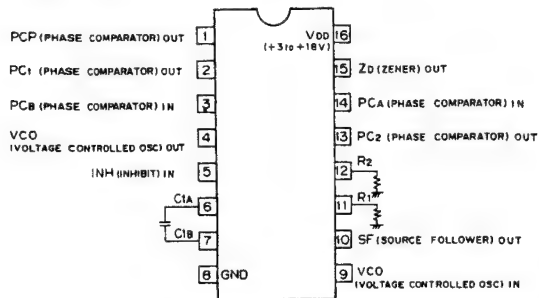 PCP (PHASE COMPARATOR) OUT
1
16
VDD
(+3 TO +18V)
PC1 (PHASE COMPARATOR) OUT
2
15
ZD (ZENER) OUT
PCB (PHASE COMPARATOR) IN
3
14
PCA (PHASE COMPARATOR) IN
VCO
(VOLTAGE CONTROLLED OSC) OUT
4
13
PC2 (PHASE COMPARATOR) OUT
INH (INHIBIT) IN
5
12
R2
C1A
6
11
R1
C1B
7
10
SF (SOURCE FOLLOWER) OUT
8
GND
9
VCO
(VOLTAGE CONTROLLED OSC) IN